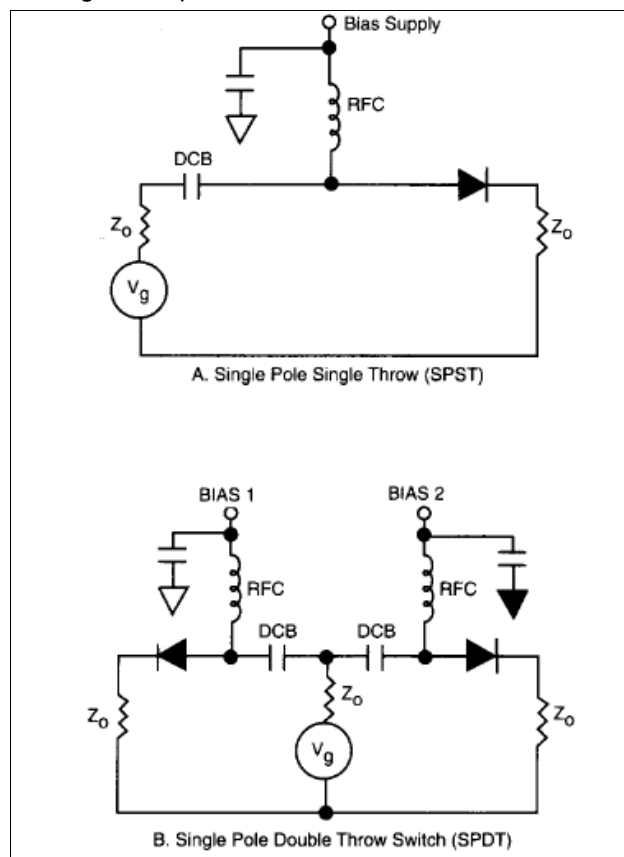 Bias Supply
RFC
DCB
Zo
Zo
Vg
A. Single Pole Single Throw (SPST)
BIAS 1
BIAS 2
RFC
RFC
DCB
DCB
Zo
Zo
Zo
Vg
B. Single Pole Double Throw Switch (SPDT)